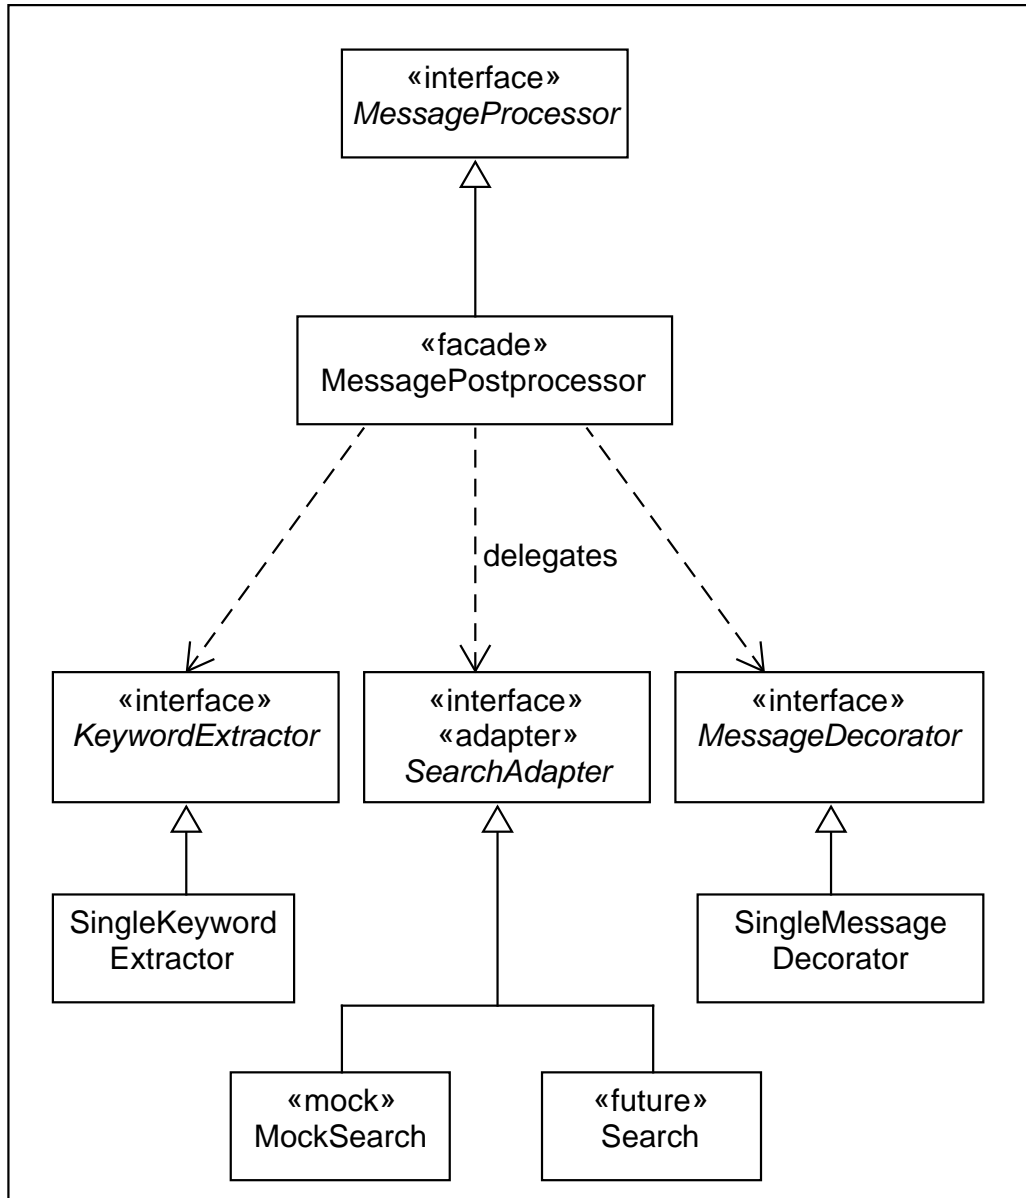 «interface»
MessageProcessor
«facade»
MessagePostprocessor
delegates
«interface»
KeywordExtractor
«interface»
«adapter»
SearchAdapter
«interface»
MessageDecorator
SingleKeyword
Extractor
SingleMessage
Decorator
«mock»
MockSearch
«future»
Search